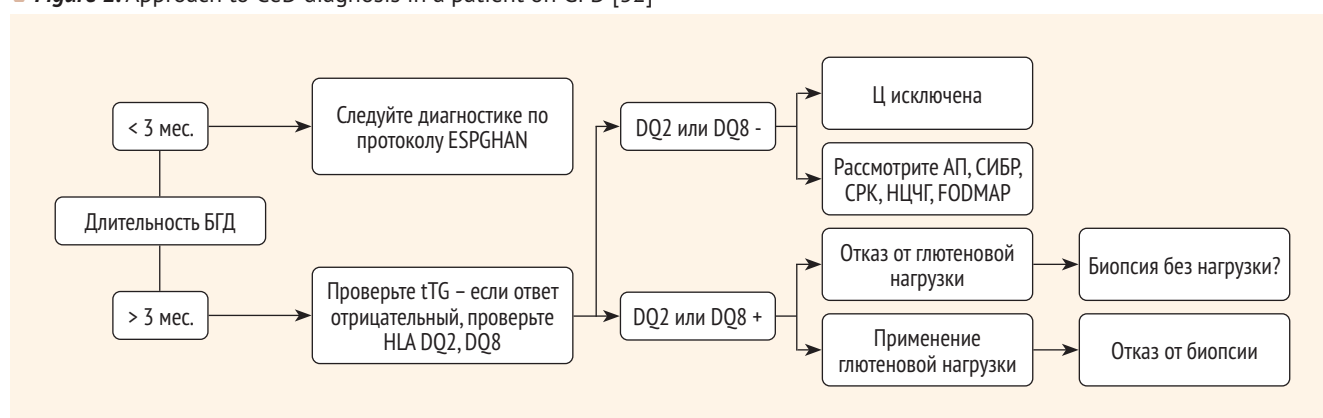 Figure 2. Approach to CeD diagnosis in a patient on GFD [32]
< 3 мес.
Следуйте диагностике по
протоколу ESPGHAN
Длительность БГД
> 3 мес.
Проверьте tTG – если ответ
отрицательный, проверьте
HLA DQ2, DQ8
DQ2 или DQ8 -
Ц исключена
Рассмотрите АП, СИБР,
СРК, НЦЧГ, FODMAP
DQ2 или DQ8 +
Отказ от глютеновой
нагрузки
Биопсия без нагрузки?
Применение
глютеновой нагрузки
Отказ от биопсии